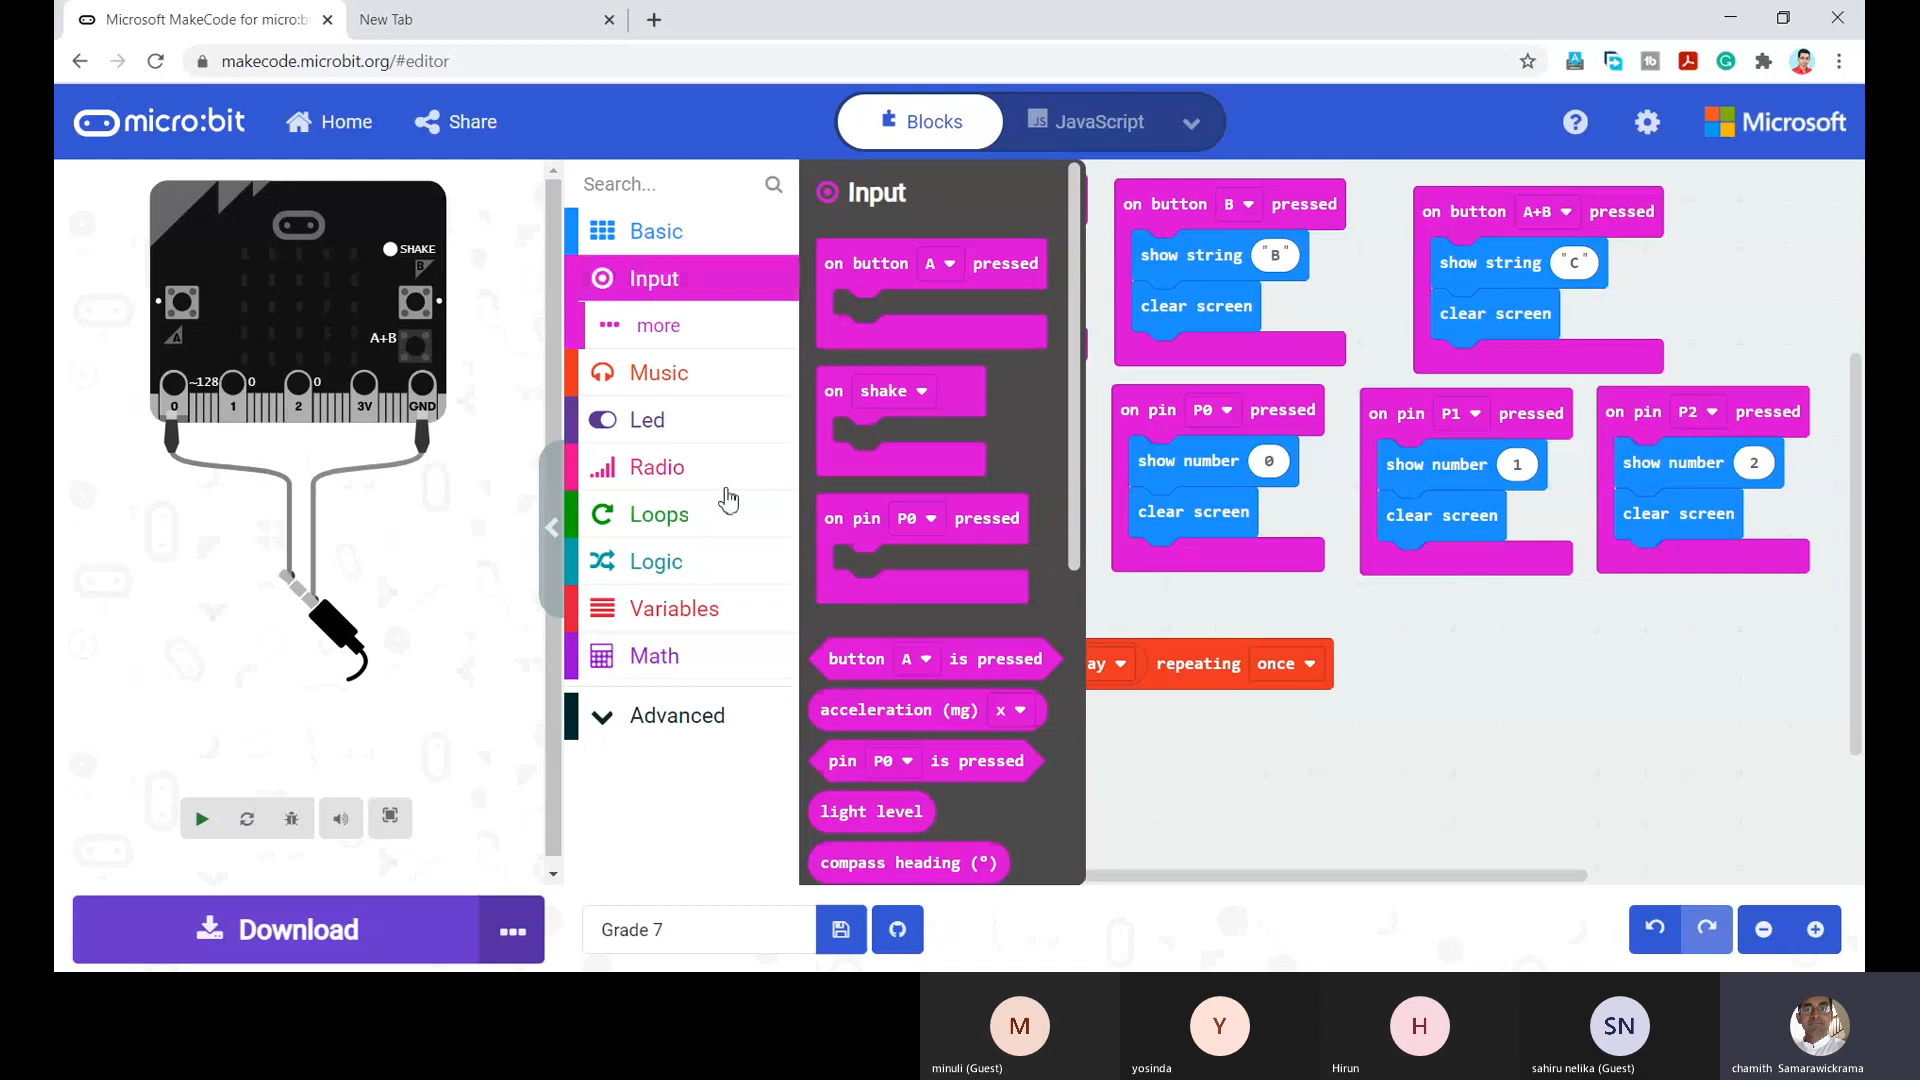 Microsoft MakeCode for micro:bi
New Tab
makecode.microbit.org/#editor
micro:bit
Home
Share
Blocks
JS JavaScript
Microsoft
SHAKE
B
A
A+B
~128 0 0
0 1 2 3V GND
Download
Search...
Basic
Input
more
Music
Led
Radio
Loops
Logic
Variables
Math
Advanced
Input
on button A pressed
on shake
on pin P0 pressed
button A is pressed
acceleration (mg) x
pin P0 is pressed
light level
compass heading (°)
on button B pressed
show string "B"
clear screen
on button A+B pressed
show string "C"
clear screen
on pin P0 pressed
show number 0
clear screen
on pin P1 pressed
show number 1
clear screen
on pin P2 pressed
show number 2
clear screen
ay repeating once
Grade 7
M
minuli (Guest)
Y
yosinda
H
Hirun
SN
sahiru nelika (Guest)
chamith Samarawickrama